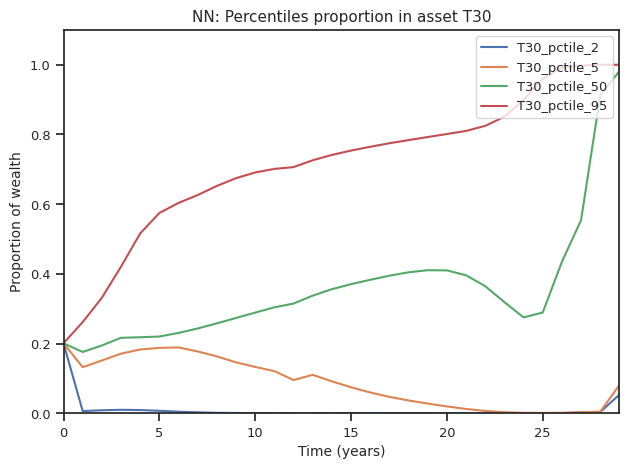 NN: Percentiles proportion in asset T30
T30_pctile_2
T30_pctile_5
T30_pctile_50
T30_pctile_95
Proportion of wealth
1.0
0.8
0.6
0.4
0.2
0.0
0 5 10 15 20 25
Time (years)